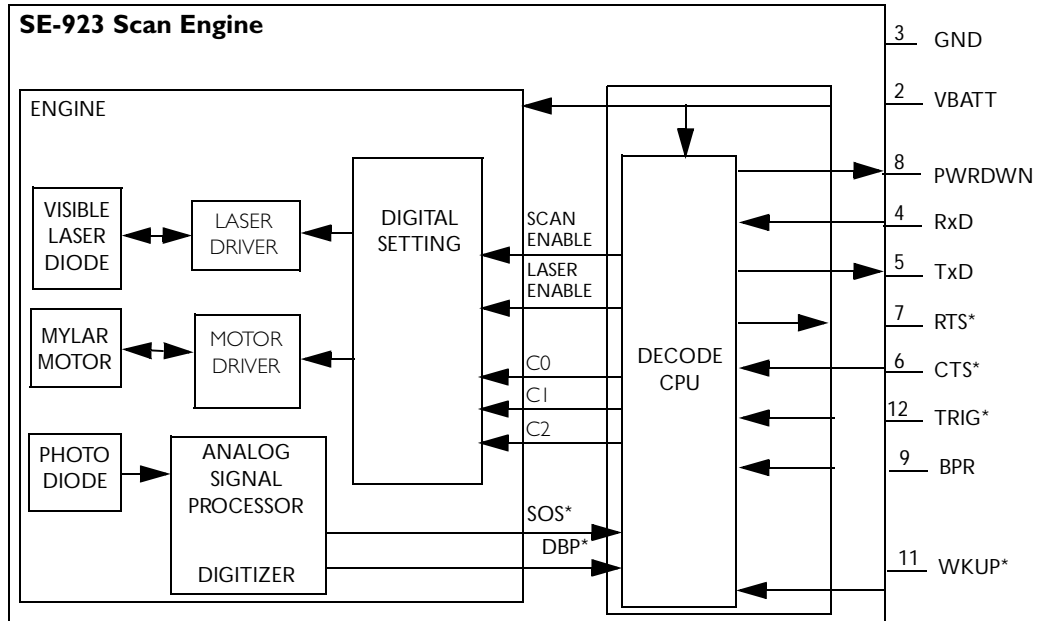 SE-923 Scan Engine
3 GND
ENGINE
2 VBATT
8 PWRDWN
VISIBLE
LASER
DIODE
LASER
DRIVER
DIGITAL
SETTING
SCAN
ENABLE
4 RxD
LASER
ENABLE
5 TxD
7 RTS*
MYLAR
MOTOR
MOTOR
DRIVER
DECODE
CPU
C0
6 CTS*
C1
12 TRIG*
C2
PHOTO
DIODE
ANALOG
SIGNAL
PROCESSOR
DIGITIZER
9 BPR
SOS*
DBP*
11 WKUP*